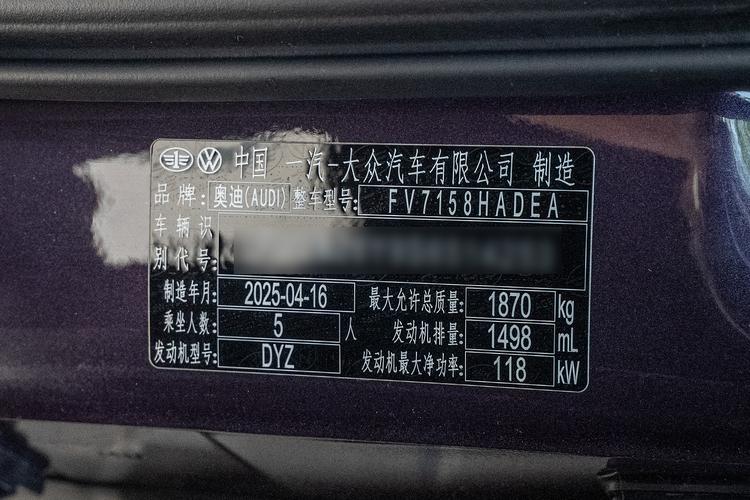 中国 一汽-大众汽车有限公司 制造
品牌:奥迪(AUDI) 整车型号: FV7158HADEA
车辆识
别代号:
制造年月: 2025-04-16 最大允许总质量: 1870 kg
乘坐人数: 5 人 发动机排量: 1498 mL
发动机型号: DYZ 发动机最大净功率: 118 kW